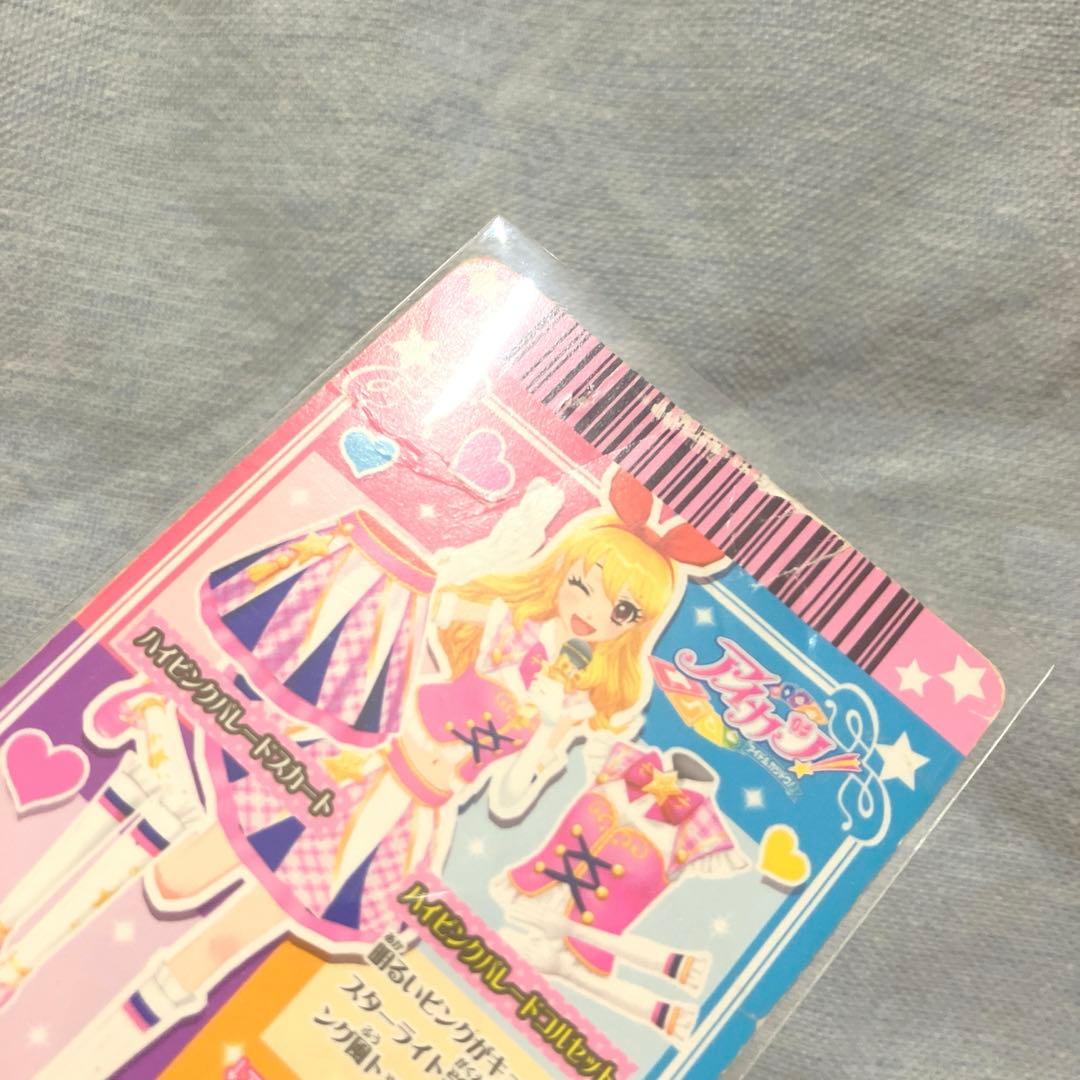 アイカツ!
ハイピンクパレードスカート
ハイピンクパレードコルセット
明るいピンクがキ
スターライト
ング風ト